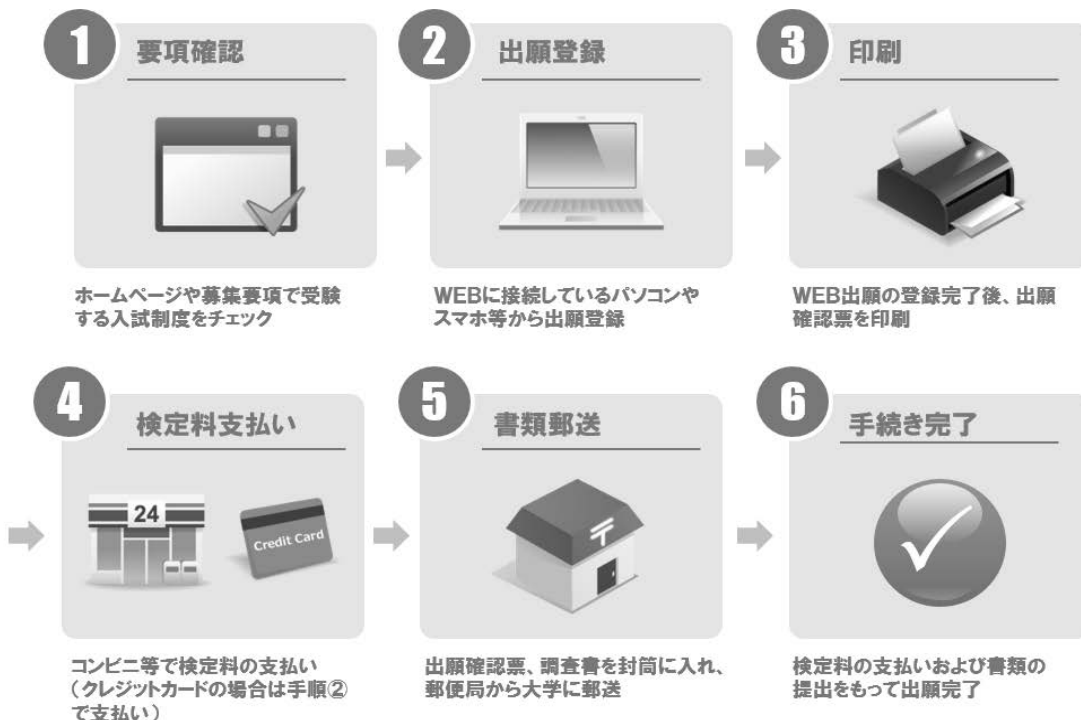 1 要項確認
ホームページや募集要項で受験
する入試制度をチェック
2 出願登録
WEBに接続しているパソコンや
スマホ等から出願登録
3 印刷
WEB出願の登録完了後、出願
確認票を印刷
4 検定料支払い
24
Credit Card
コンビニ等で検定料の支払い
（クレジットカードの場合は手順②
で支払い）
5 書類郵送
〒
出願確認票、調査書を封筒に入れ、
郵便局から大学に郵送
6 手続き完了
検定料の支払いおよび書類の
提出をもって出願完了